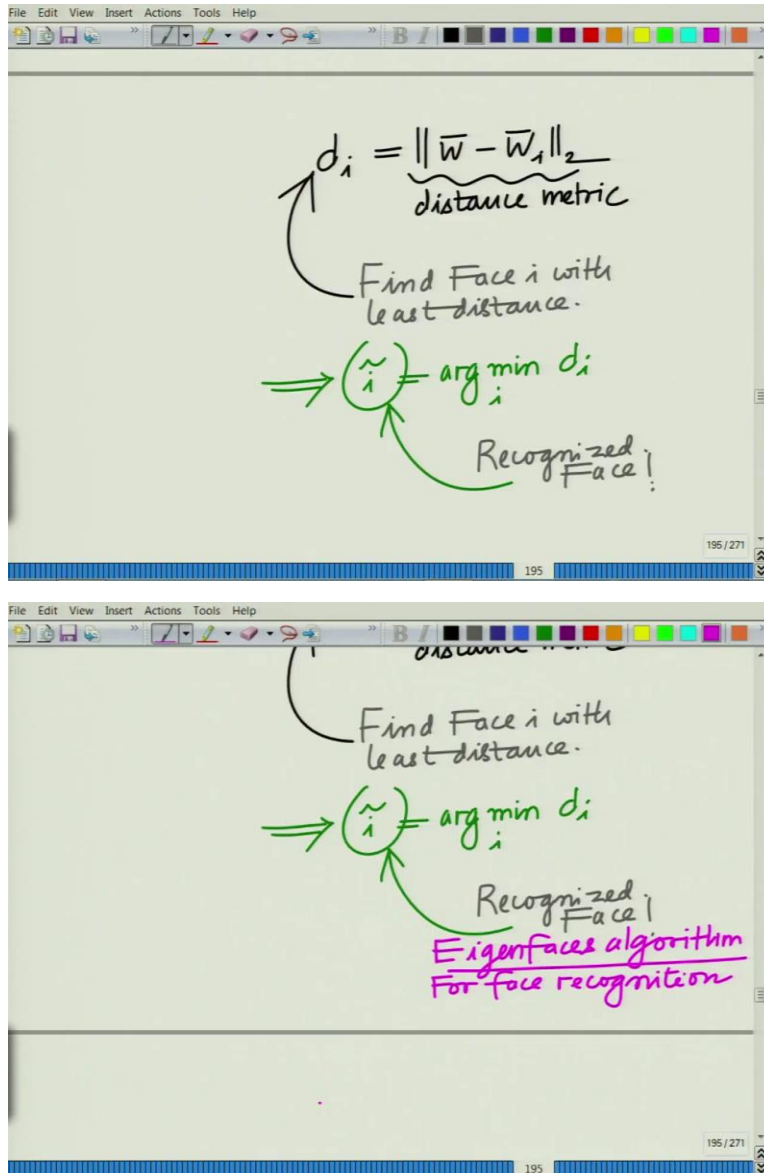 File Edit View Insert Actions Tools Help
B I
d_i = ||w̅ - w̅_i||_2
distance metric
Find Face i with
least distance.
⇒ ĩ = arg min d_i
i
Recognized
Face!
195/271
195
File Edit View Insert Actions Tools Help
B I
Find Face i with
least distance.
⇒ ĩ = arg min d_i
i
Recognized
Face!
Eigenfaces algorithm
For face recognition
195/271
195